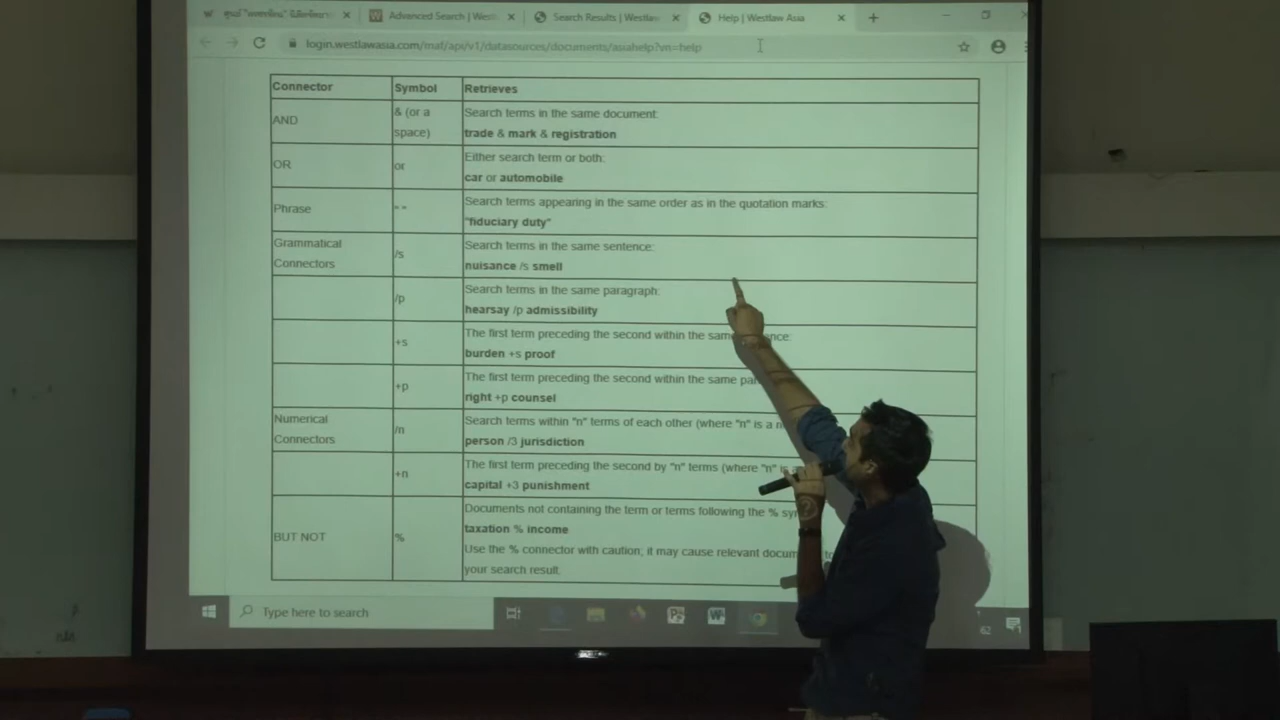 Advanced Search | Westl
Search Results | Westlaw
Help | Westlaw Asia
login.westlawasia.com/maf/api/v1/datasources/documents/asiahelp?vn=help
Connector Symbol Retrieves
AND & (or a space) Search terms in the same document:
trade & mark & registration
OR or Either search term or both:
car or automobile
Phrase " " Search terms appearing in the same order as in the quotation marks:
"fiduciary duty"
Grammatical Connectors /s Search terms in the same sentence:
nuisance /s smell
/p Search terms in the same paragraph:
hearsay /p admissibility
+s The first term preceding the second within the same ence:
burden +s proof
+p The first term preceding the second within the same pa
right +p counsel
Numerical Connectors /n Search terms within "n" terms of each other (where "n" is a n
person /3 jurisdiction
+n The first term preceding the second by "n" terms (where "n" is a
capital +3 punishment
BUT NOT % Documents not containing the term or terms following the % sy
taxation % income
Use the % connector with caution; it may cause relevant docum to
your search result.
Type here to search